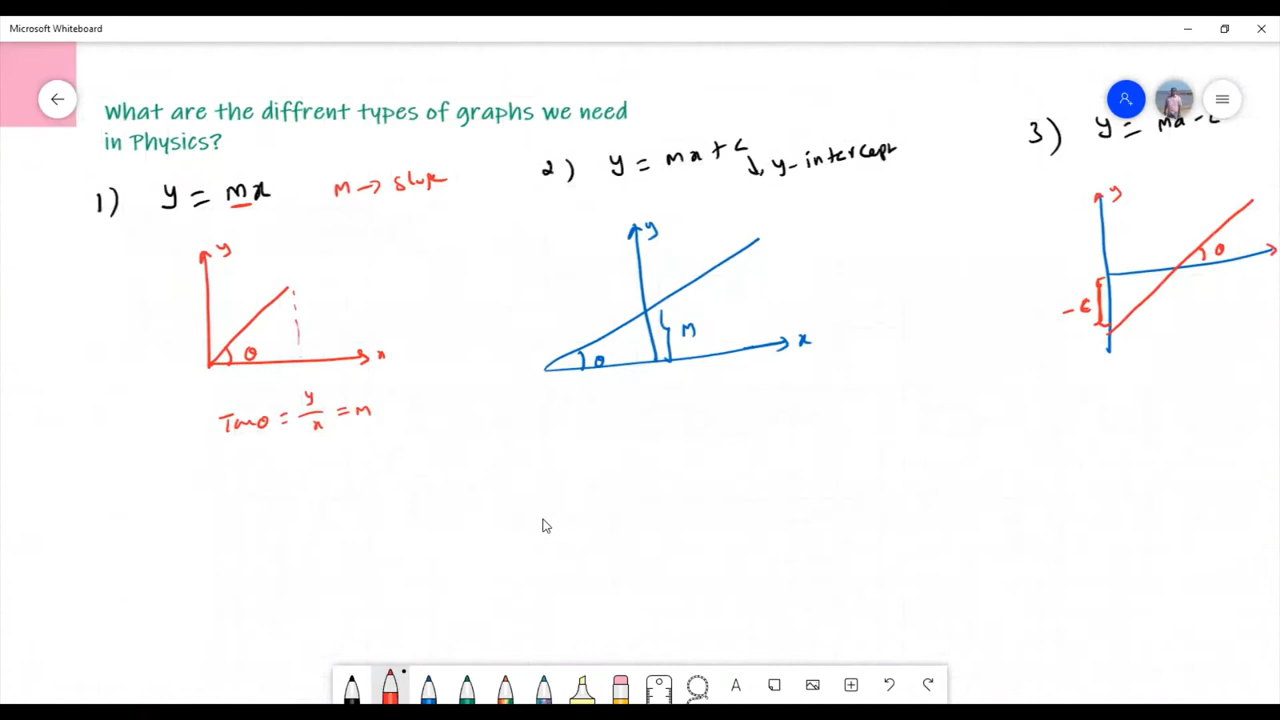 Microsoft Whiteboard
What are the diffrent types of graphs we need
in Physics?
1) y = mx
M → slope
y
θ
x
Tanθ = y/x = M
2) y = mx + c
↓, y-intercept
y
M
θ
x
3) y = mx - c
y
θ
-c